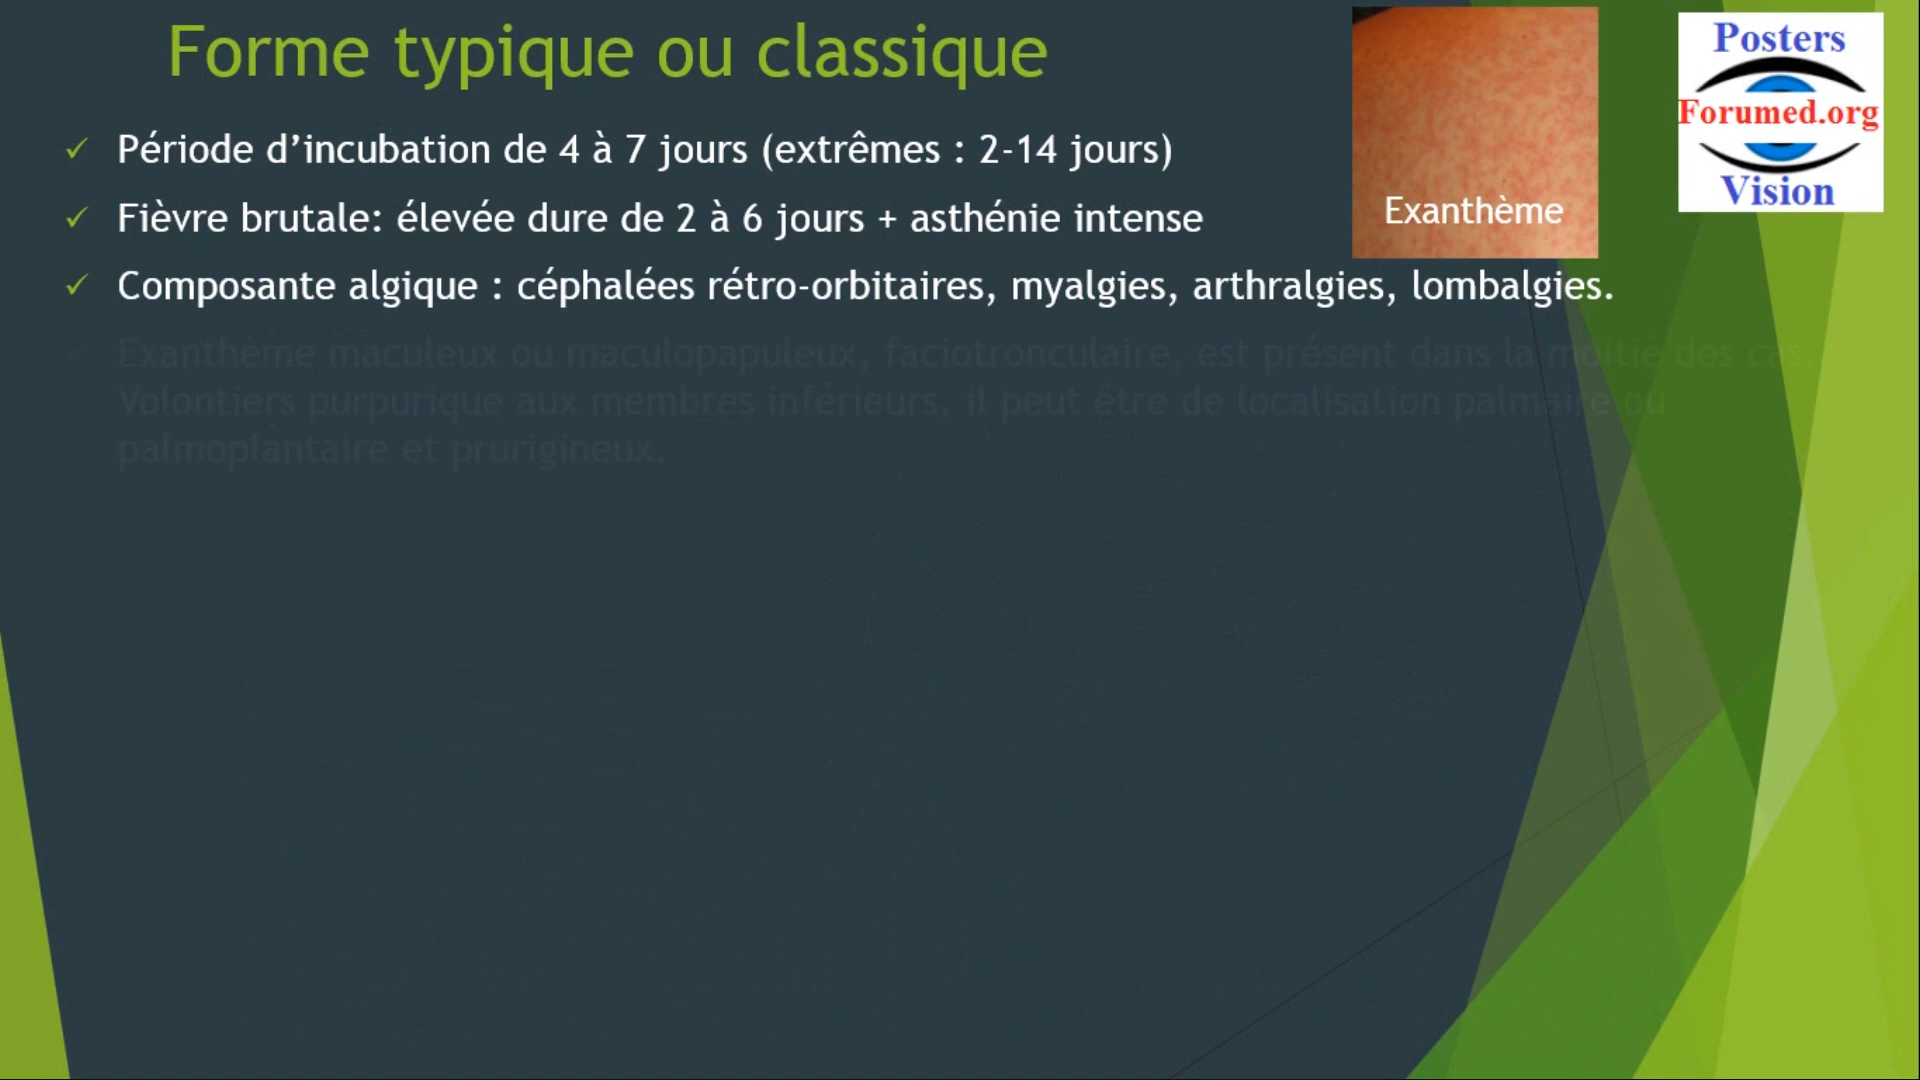 Forme typique ou classique
Période d’incubation de 4 à 7 jours (extrêmes : 2-14 jours)
Fièvre brutale: élevée dure de 2 à 6 jours + asthénie intense
Composante algique : céphalées rétro-orbitaires, myalgies, arthralgies, lombalgies.
Exanthème maculeux ou maculopapuleux, faciotronculaire, est présent dans la moitié des cas.
Volontiers purpurique aux membres inférieurs, il peut être de localisation palmaire ou
palmoplantaire et prurigineux.
Exanthème
Posters
Forumed.org
Vision